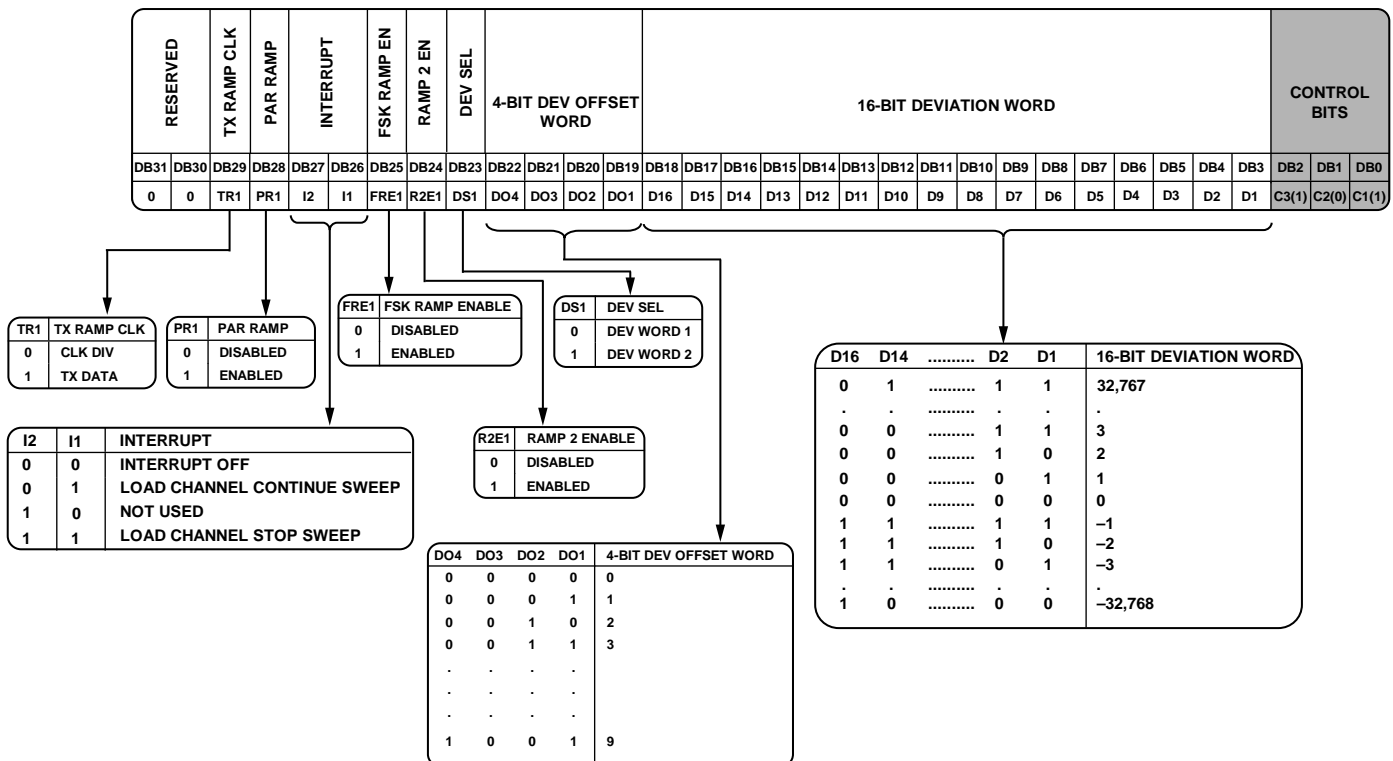 RESERVED
TX RAMP CLK
PAR RAMP
INTERRUPT
FSK RAMP EN
RAMP 2 EN
DEV SEL
4-BIT DEV OFFSET
WORD
16-BIT DEVIATION WORD
CONTROL
BITS
DB31 DB30 DB29 DB28 DB27 DB26 DB25 DB24 DB23 DB22 DB21 DB20 DB19 DB18 DB17 DB16 DB15 DB14 DB13 DB12 DB11 DB10 DB9 DB8 DB7 DB6 DB5 DB4 DB3 DB2 DB1 DB0
0 0 TR1 PR1 I2 I1 FRE1 R2E1 DS1 DO4 DO3 DO2 DO1 D16 D15 D14 D13 D12 D11 D10 D9 D8 D7 D6 D5 D4 D3 D2 D1 C3(1) C2(0) C1(1)
TR1 TX RAMP CLK
0 CLK DIV
1 TX DATA
PR1 PAR RAMP
0 DISABLED
1 ENABLED
FRE1 FSK RAMP ENABLE
0 DISABLED
1 ENABLED
DS1 DEV SEL
0 DEV WORD 1
1 DEV WORD 2
I2 I1 INTERRUPT
0 0 INTERRUPT OFF
0 1 LOAD CHANNEL CONTINUE SWEEP
1 0 NOT USED
1 1 LOAD CHANNEL STOP SWEEP
R2E1 RAMP 2 ENABLE
0 DISABLED
1 ENABLED
D16 D14 .......... D2 D1 16-BIT DEVIATION WORD
0 1 .......... 1 1 32,767
. . .......... . . .
0 0 .......... 1 1 3
0 0 .......... 1 0 2
0 0 .......... 0 1 1
0 0 .......... 0 0 0
1 1 .......... 1 1 –1
1 1 .......... 1 0 –2
1 1 .......... 0 1 –3
. . .......... . . .
1 0 .......... 0 0 –32,768
DO4 DO3 DO2 DO1 4-BIT DEV OFFSET WORD
0 0 0 0 0
0 0 0 1 1
0 0 1 0 2
0 0 1 1 3
. . . .
. . . .
. . . .
1 0 0 1 9